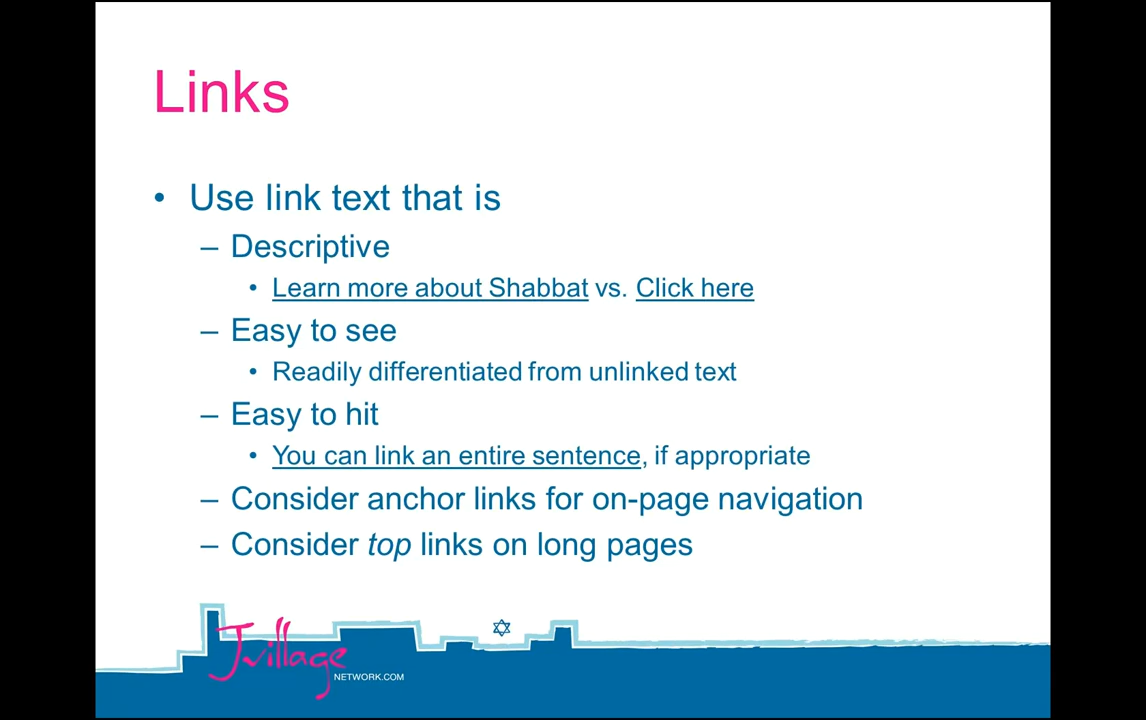 Links
• Use link text that is
– Descriptive
• Learn more about Shabbat vs. Click here
– Easy to see
• Readily differentiated from unlinked text
– Easy to hit
• You can link an entire sentence, if appropriate
– Consider anchor links for on-page navigation
– Consider top links on long pages
Jvillage
NETWORK.COM